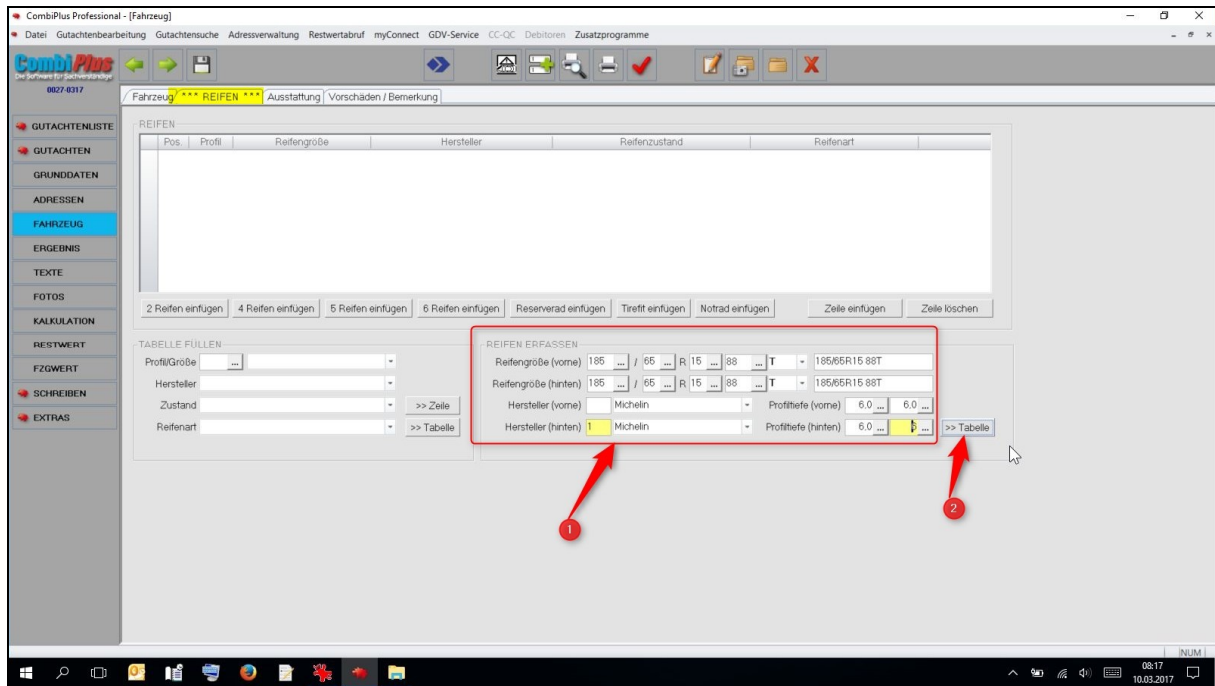 CombiPlus Professional - [Fahrzeug]
Datei Gutachtenbearbeitung Gutachtensuche Adressverwaltung Restwertabruf myConnect GDV-Service CC-QC Debitoren Zusatzprogramme
CombiPlus
Die Software für Sachverständige
0027-0317
Fahrzeug *** REIFEN *** Ausstattung Vorschäden / Bemerkung
GUTACHTENLISTE
GUTACHTEN
GRUNDDATEN
ADRESSEN
FAHRZEUG
ERGEBNIS
TEXTE
FOTOS
KALKULATION
RESTWERT
FZGWERT
SCHREIBEN
EXTRAS
REIFEN
Pos. Profil Reifengröße Hersteller Reifenzustand Reifenart
2 Reifen einfügen 4 Reifen einfügen 5 Reifen einfügen 6 Reifen einfügen Reserverad einfügen Tirefit einfügen Notrad einfügen Zeile einfügen Zeile löschen
TABELLE FÜLLEN
Profil/Größe ...
Hersteller
Zustand >> Zeile
Reifenart >> Tabelle
REIFEN ERFASSEN
Reifengröße (vorne) 185 ... / 65 ... R 15 ... 88 ... T 185/65R15 88T
Reifengröße (hinten) 185 ... / 65 ... R 15 ... 88 ... T 185/65R15 88T
Hersteller (vorne) Michelin Profiltiefe (vorne) 6,0 ... 6,0 ...
Hersteller (hinten) 1 Michelin Profiltiefe (hinten) 6,0 ... 6 ... >> Tabelle
1
2
NUM
08:17
10.03.2017